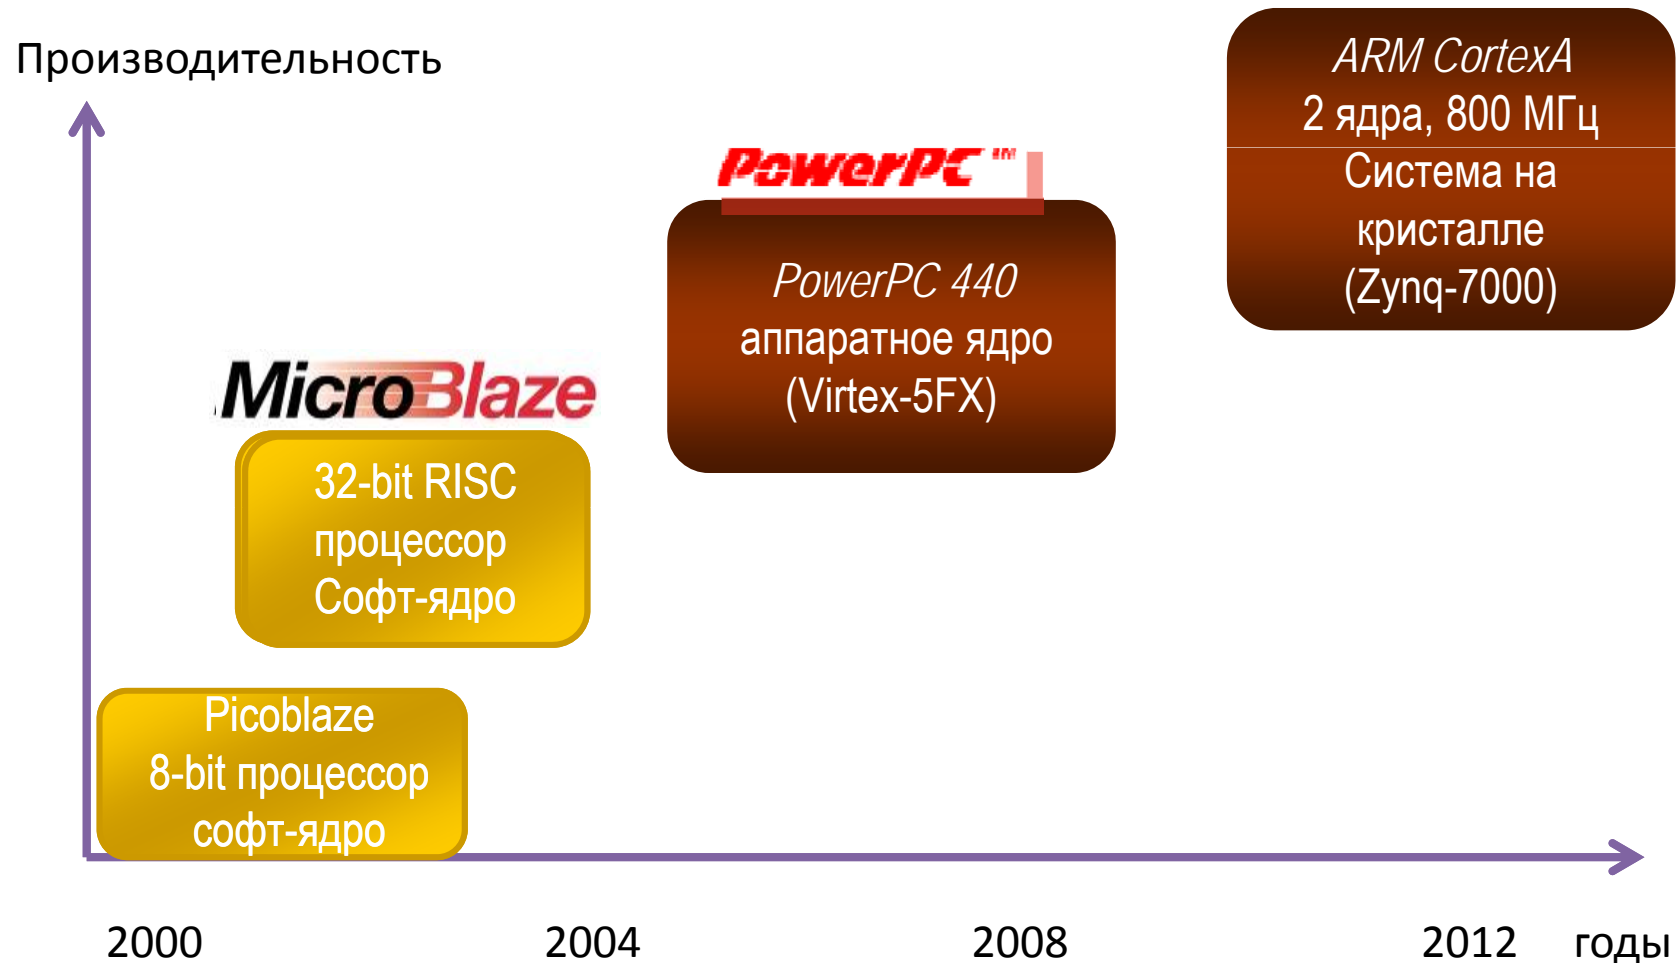 Производительность
ARM CortexA
2 ядра, 800 МГц
Система на
кристалле
(Zynq-7000)
PowerPC™
PowerPC 440
аппаратное ядро
(Virtex-5FX)
MicroBlaze
32-bit RISC
процессор
Софт-ядро
Picoblaze
8-bit процессор
софт-ядро
2000 2004 2008 2012 годы